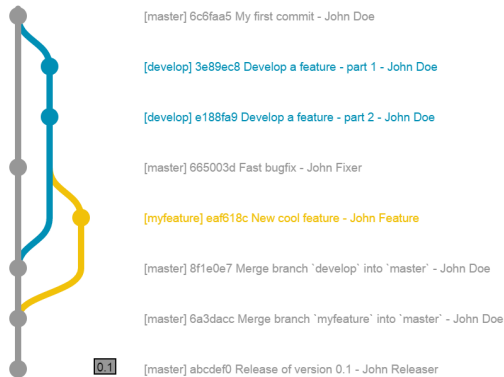 [master] 6c6faa5 My first commit - John Doe
[develop] 3e89ec8 Develop a feature - part 1 - John Doe
[develop] e188fa9 Develop a feature - part 2 - John Doe
[master] 665003d Fast bugfix - John Fixer
[myfeature] eaf618c New cool feature - John Feature
[master] 8f1e0e7 Merge branch `develop` into `master` - John Doe
[master] 6a3dacc Merge branch `myfeature` into `master` - John Doe
0.1 [master] abcdef0 Release of version 0.1 - John Releaser